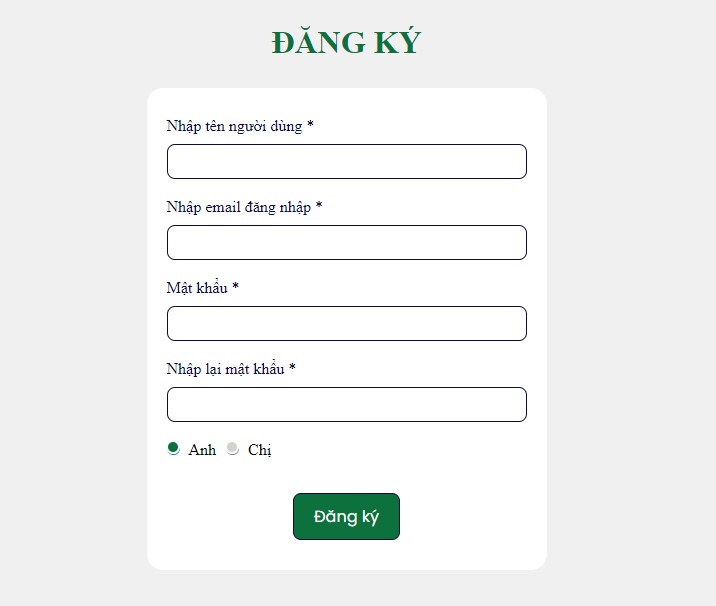 ĐĂNG KÝ
Nhập tên người dùng *
Nhập email đăng nhập *
Mật khẩu *
Nhập lại mật khẩu *
Anh Chị
Đăng ký